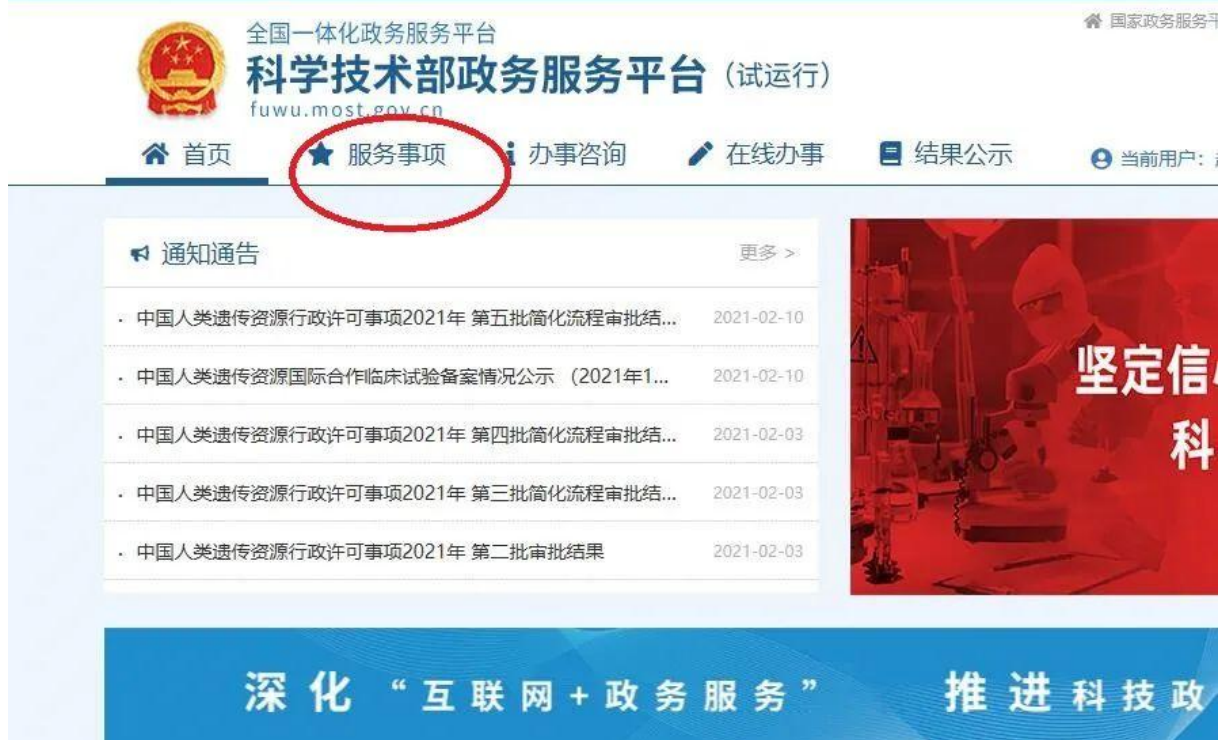 全国一体化政务服务平台
国家政务服务平
科学技术部政务服务平台（试运行）
fuwu.most.gov.cn
首页 服务事项 办事咨询 在线办事 结果公示 当前用户：
通知通告 更多 >
· 中国人类遗传资源行政许可事项2021年 第五批简化流程审批结... 2021-02-10
· 中国人类遗传资源国际合作临床试验备案情况公示 （2021年1... 2021-02-10
· 中国人类遗传资源行政许可事项2021年 第四批简化流程审批结... 2021-02-03
· 中国人类遗传资源行政许可事项2021年 第三批简化流程审批结... 2021-02-03
· 中国人类遗传资源行政许可事项2021年 第二批审批结果 2021-02-03
坚定信
科
深化“互联网+政务服务” 推进科技政